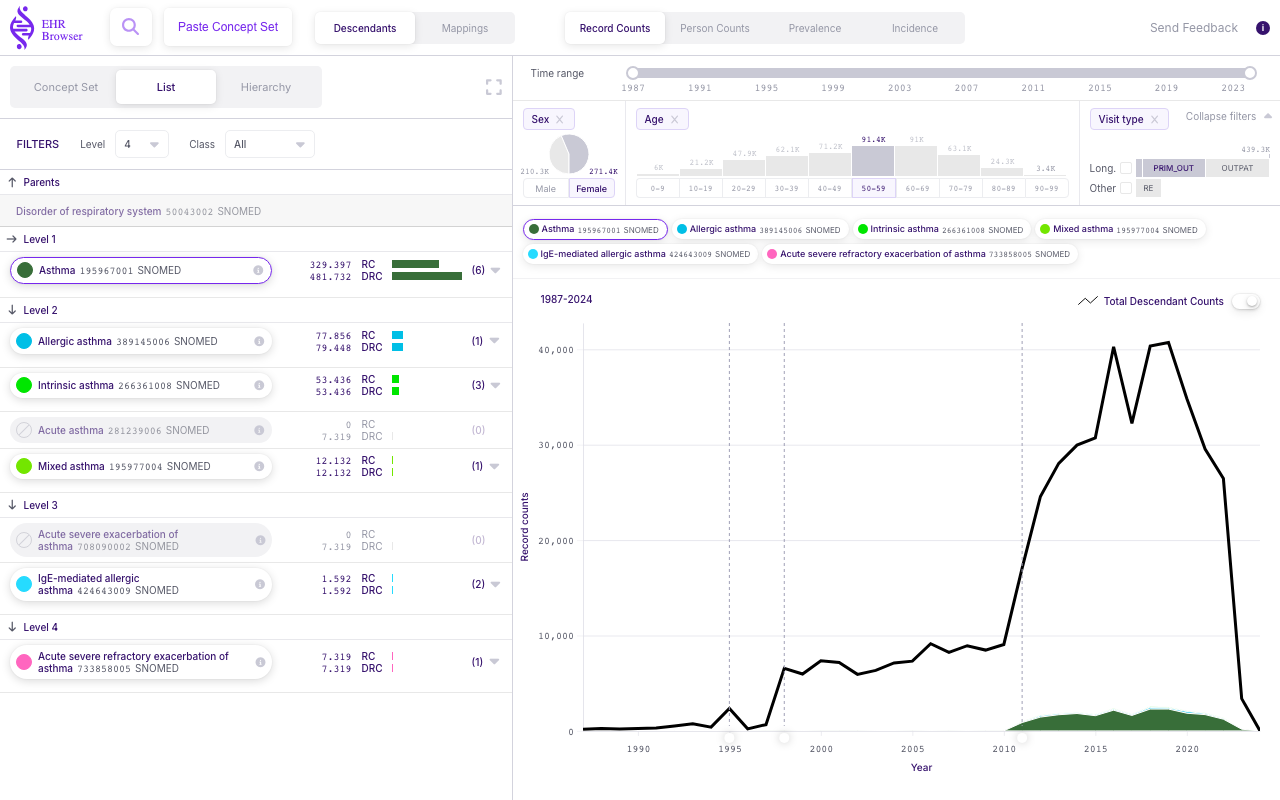 EHR
Browser
Paste Concept Set
Descendants Mappings
Record Counts Person Counts Prevalence Incidence
Send Feedback
i
Concept Set List Hierarchy
FILTERS Level 4 Class All
Parents
Disorder of respiratory system 50043002 SNOMED
Level 1
Asthma 195967001 SNOMED
329.397 RC
481.732 DRC
(6)
Level 2
Allergic asthma 389145006 SNOMED
77.856 RC
79.448 DRC
(1)
Intrinsic asthma 266361008 SNOMED
53.436 RC
53.436 DRC
(3)
Acute asthma 281239006 SNOMED
0 RC
7.319 DRC
(0)
Mixed asthma 195977004 SNOMED
12.132 RC
12.132 DRC
(1)
Level 3
Acute severe exacerbation of
asthma 708090002 SNOMED
0 RC
7.319 DRC
(0)
IgE-mediated allergic
asthma 424643009 SNOMED
1.592 RC
1.592 DRC
(2)
Level 4
Acute severe refractory exacerbation of
asthma 733858005 SNOMED
7.319 RC
7.319 DRC
(1)
Time range
1987 1991 1995 1999 2003 2007 2011 2015 2019 2023
Sex
210.3K 271.4K
Male Female
Age
6K 21.2K 47.9K 62.1K 71.2K 91.4K 91K 63.1K 24.3K 3.4K
0-9 10-19 20-29 30-39 40-49 50-59 60-69 70-79 80-89 90-99
Visit type
Collapse filters
439.3K
Long. PRIM_OUT OUTPAT
Other RE
Asthma 195967001 SNOMED Allergic asthma 389145006 SNOMED Intrinsic asthma 266361008 SNOMED Mixed asthma 195977004 SNOMED
IgE-mediated allergic asthma 424643009 SNOMED Acute severe refractory exacerbation of asthma 733858005 SNOMED
1987-2024
Total Descendant Counts
40,000
30,000
20,000
10,000
0
Record counts
1990 1995 2000 2005 2010 2015 2020
Year